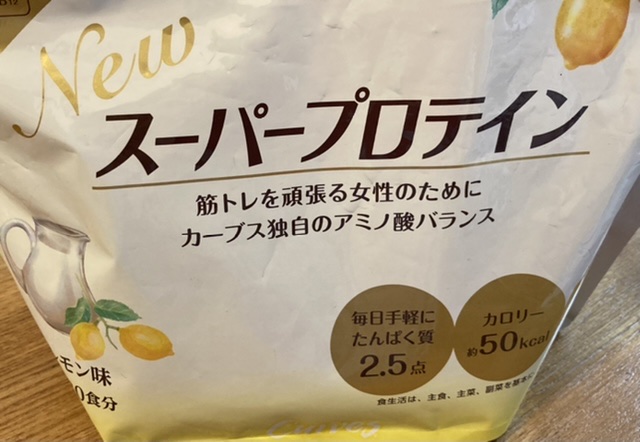 New
スーパープロテイン
筋トレを頑張る女性のために
カーブス独自のアミノ酸バランス
毎日手軽に
たんぱく質
2.5点
カロリー
約50kcal
モン味
0食分
食生活は、主食、主菜、副菜を基本に
Curves